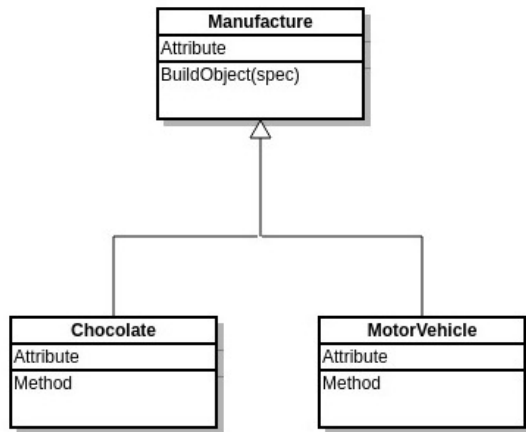 Manufacture
Attribute
BuildObject(spec)
Chocolate
Attribute
Method
MotorVehicle
Attribute
Method